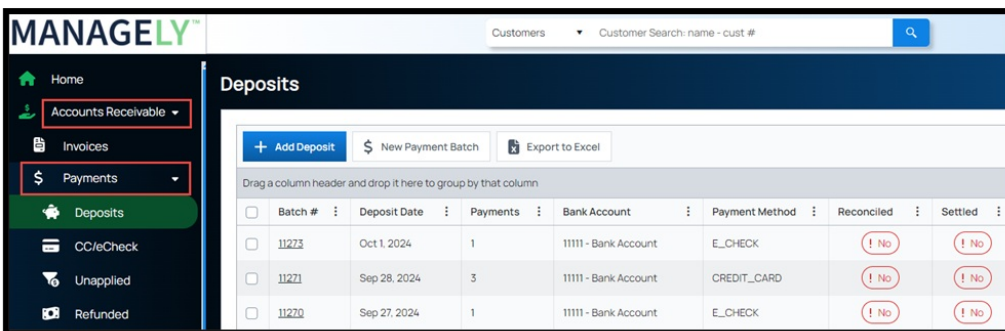 MANAGELY™
Customers ▼ Customer Search: name - cust #
Home
Accounts Receivable
Invoices
Payments
Deposits
CC/eCheck
Unapplied
Refunded
Deposits
+ Add Deposit $ New Payment Batch Export to Excel
Drag a column header and drop it here to group by that column
Batch # Deposit Date Payments Bank Account Payment Method Reconciled Settled
11273 Oct 1, 2024 1 11111 - Bank Account E_CHECK ! No ! No
11271 Sep 28, 2024 3 11111 - Bank Account CREDIT_CARD ! No ! No
11270 Sep 27, 2024 1 11111 - Bank Account E_CHECK ! No ! No